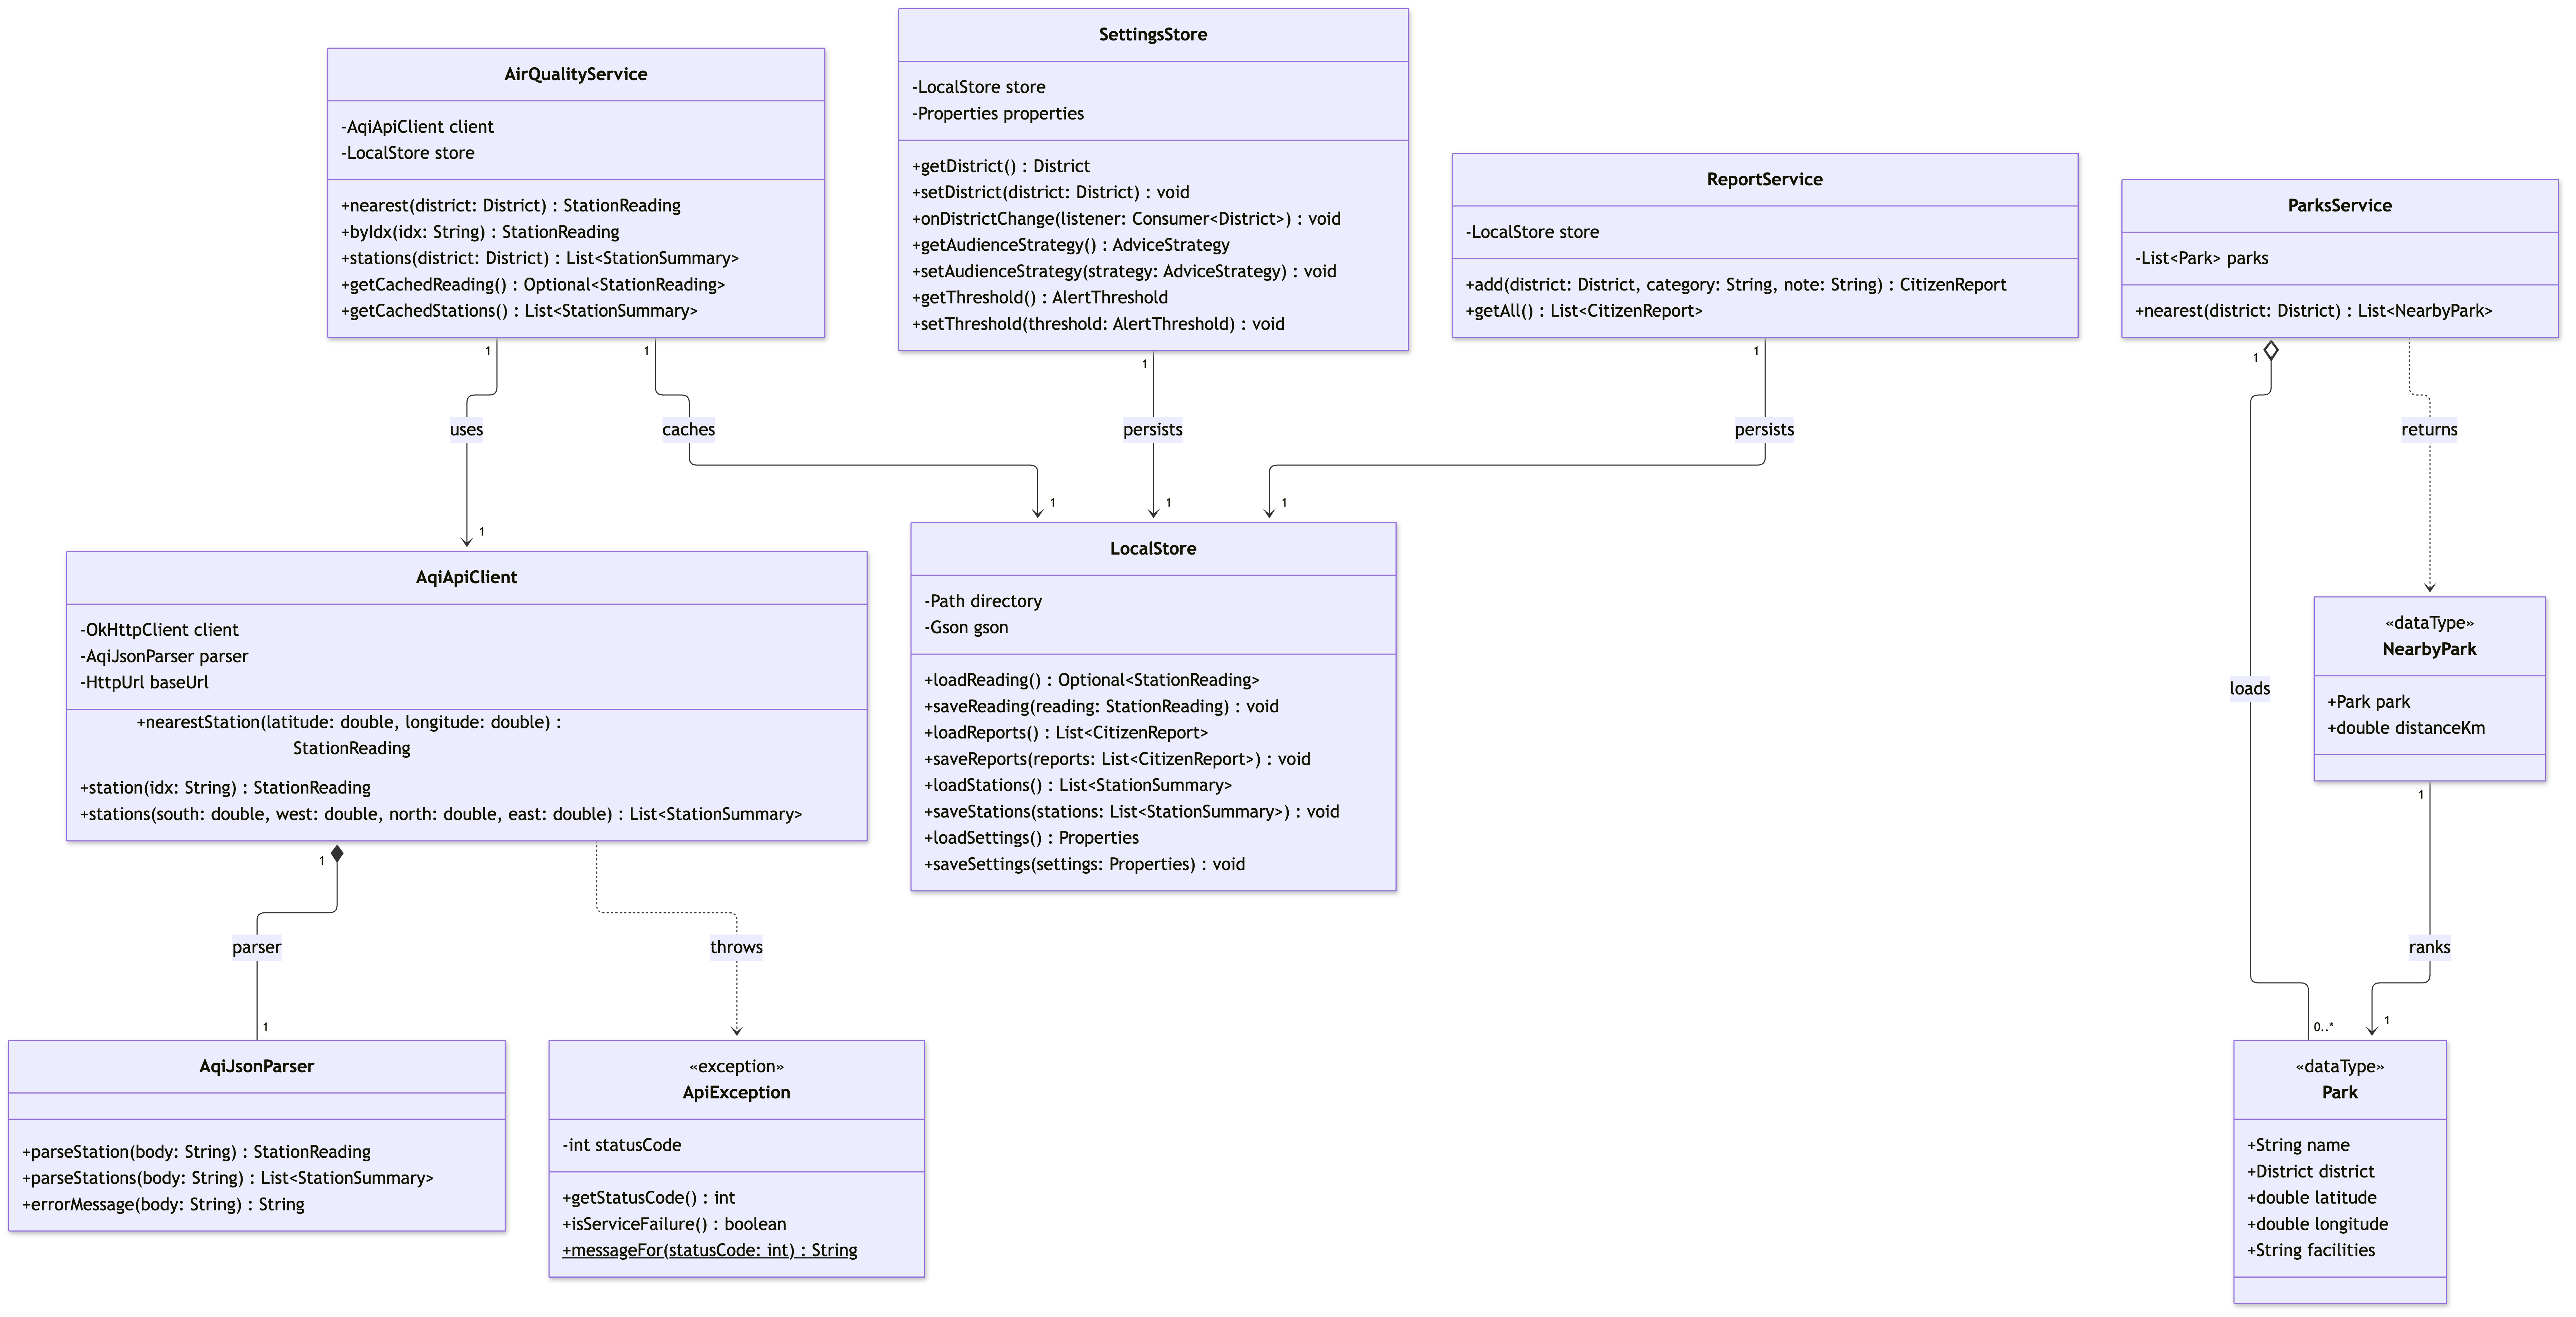 AirQualityService
-AqiApiClient client
-LocalStore store
+nearest(district: District) : StationReading
+byIdx(idx: String) : StationReading
+stations(district: District) : List<StationSummary>
+getCachedReading() : Optional<StationReading>
+getCachedStations() : List<StationSummary>
SettingsStore
-LocalStore store
-Properties properties
+getDistrict() : District
+setDistrict(district: District) : void
+onDistrictChange(listener: Consumer<District>) : void
+getAudienceStrategy() : AdviceStrategy
+setAudienceStrategy(strategy: AdviceStrategy) : void
+getThreshold() : AlertThreshold
+setThreshold(threshold: AlertThreshold) : void
ReportService
-LocalStore store
+add(district: District, category: String, note: String) : CitizenReport
+getAll() : List<CitizenReport>
ParksService
-List<Park> parks
+nearest(district: District) : List<NearbyPark>
1
1
1
1
1
uses
caches
persists
persists
returns
1
1
1
1
AqiApiClient
-OkHttpClient client
-AqiJsonParser parser
-HttpUrl baseUrl
+nearestStation(latitude: double, longitude: double) :
StationReading
+station(idx: String) : StationReading
+stations(south: double, west: double, north: double, east: double) : List<StationSummary>
LocalStore
-Path directory
-Gson gson
+loadReading() : Optional<StationReading>
+saveReading(reading: StationReading) : void
+loadReports() : List<CitizenReport>
+saveReports(reports: List<CitizenReport>) : void
+loadStations() : List<StationSummary>
+saveStations(stations: List<StationSummary>) : void
+loadSettings() : Properties
+saveSettings(settings: Properties) : void
loads
«dataType»
NearbyPark
+Park park
+double distanceKm
1
1
parser
throws
ranks
1
0..*
1
AqiJsonParser
+parseStation(body: String) : StationReading
+parseStations(body: String) : List<StationSummary>
+errorMessage(body: String) : String
«exception»
ApiException
-int statusCode
+getStatusCode() : int
+isServiceFailure() : boolean
+messageFor(statusCode: int) : String
«dataType»
Park
+String name
+District district
+double latitude
+double longitude
+String facilities